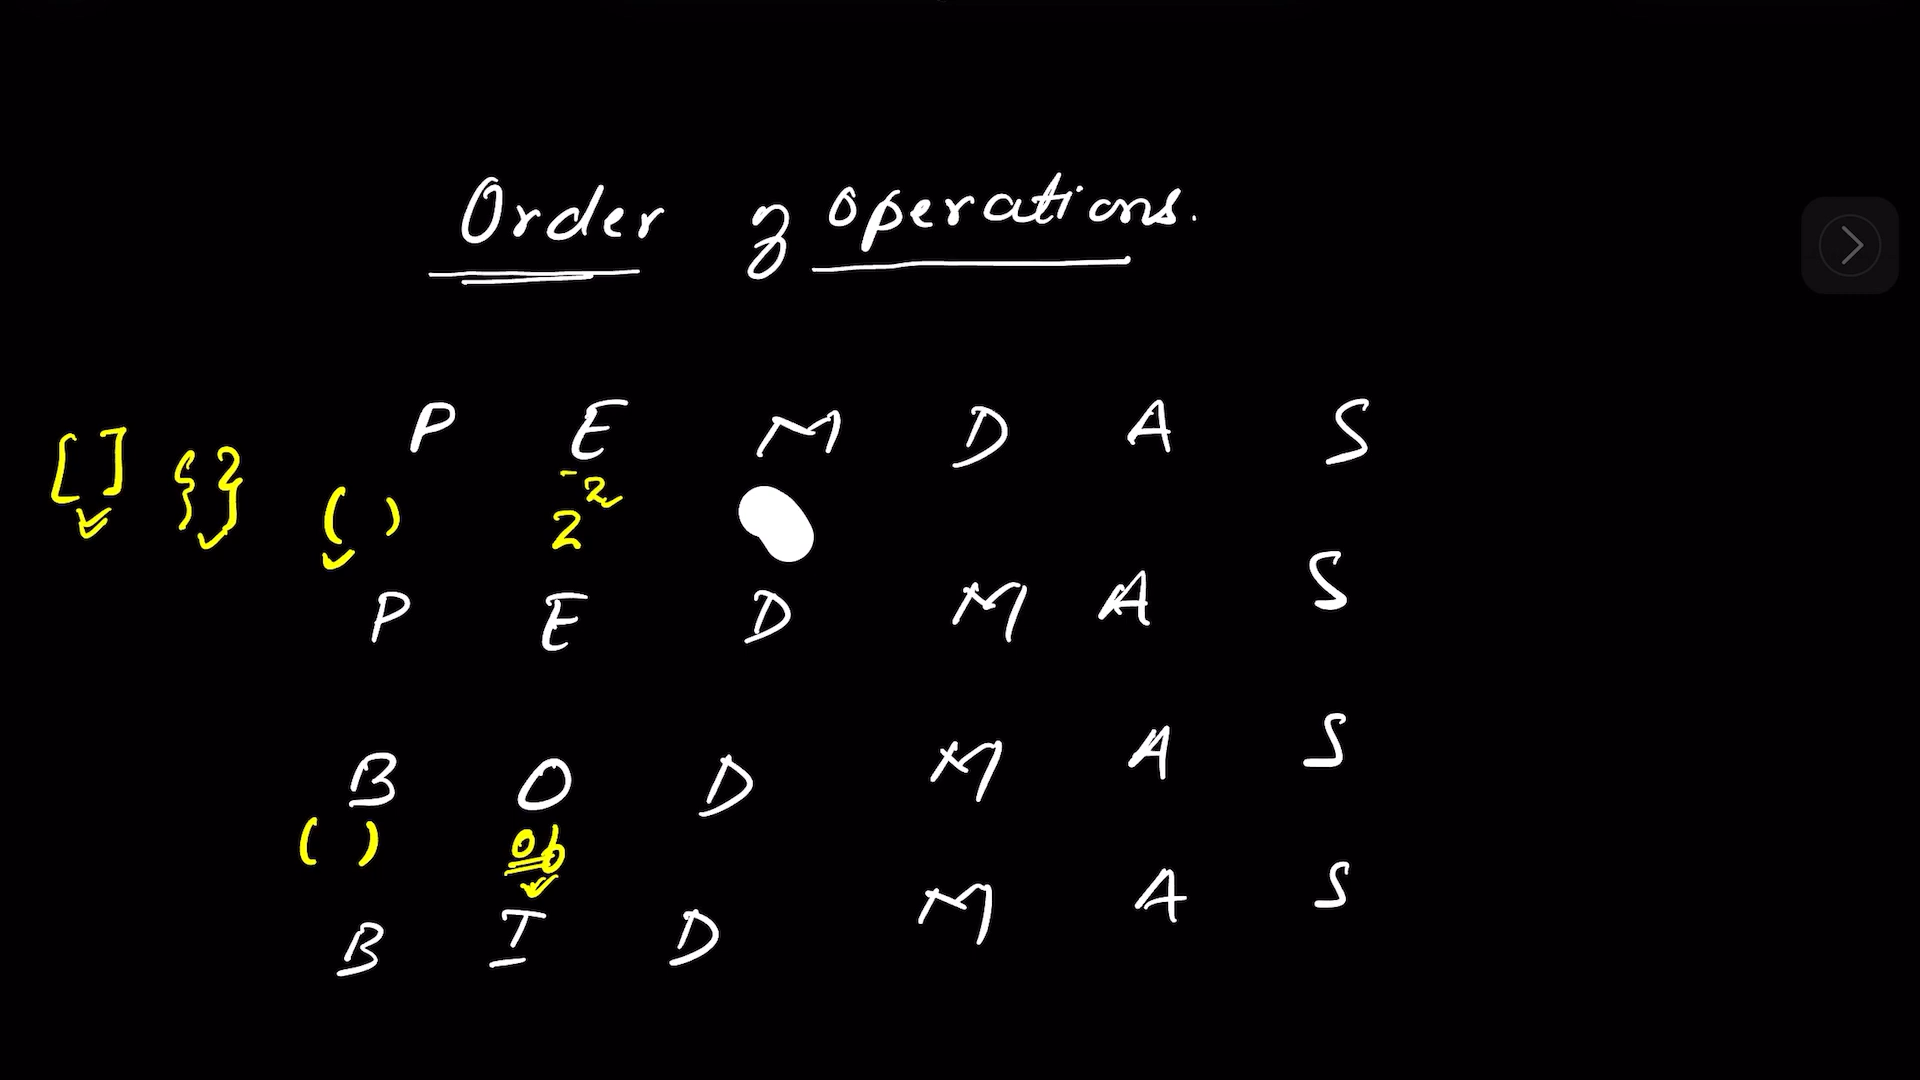 Order of operations.
P E M D A S
[ ] { } ( ) 2⁻²
P E D M A S
B O D M A S
( ) of
B I D M A S